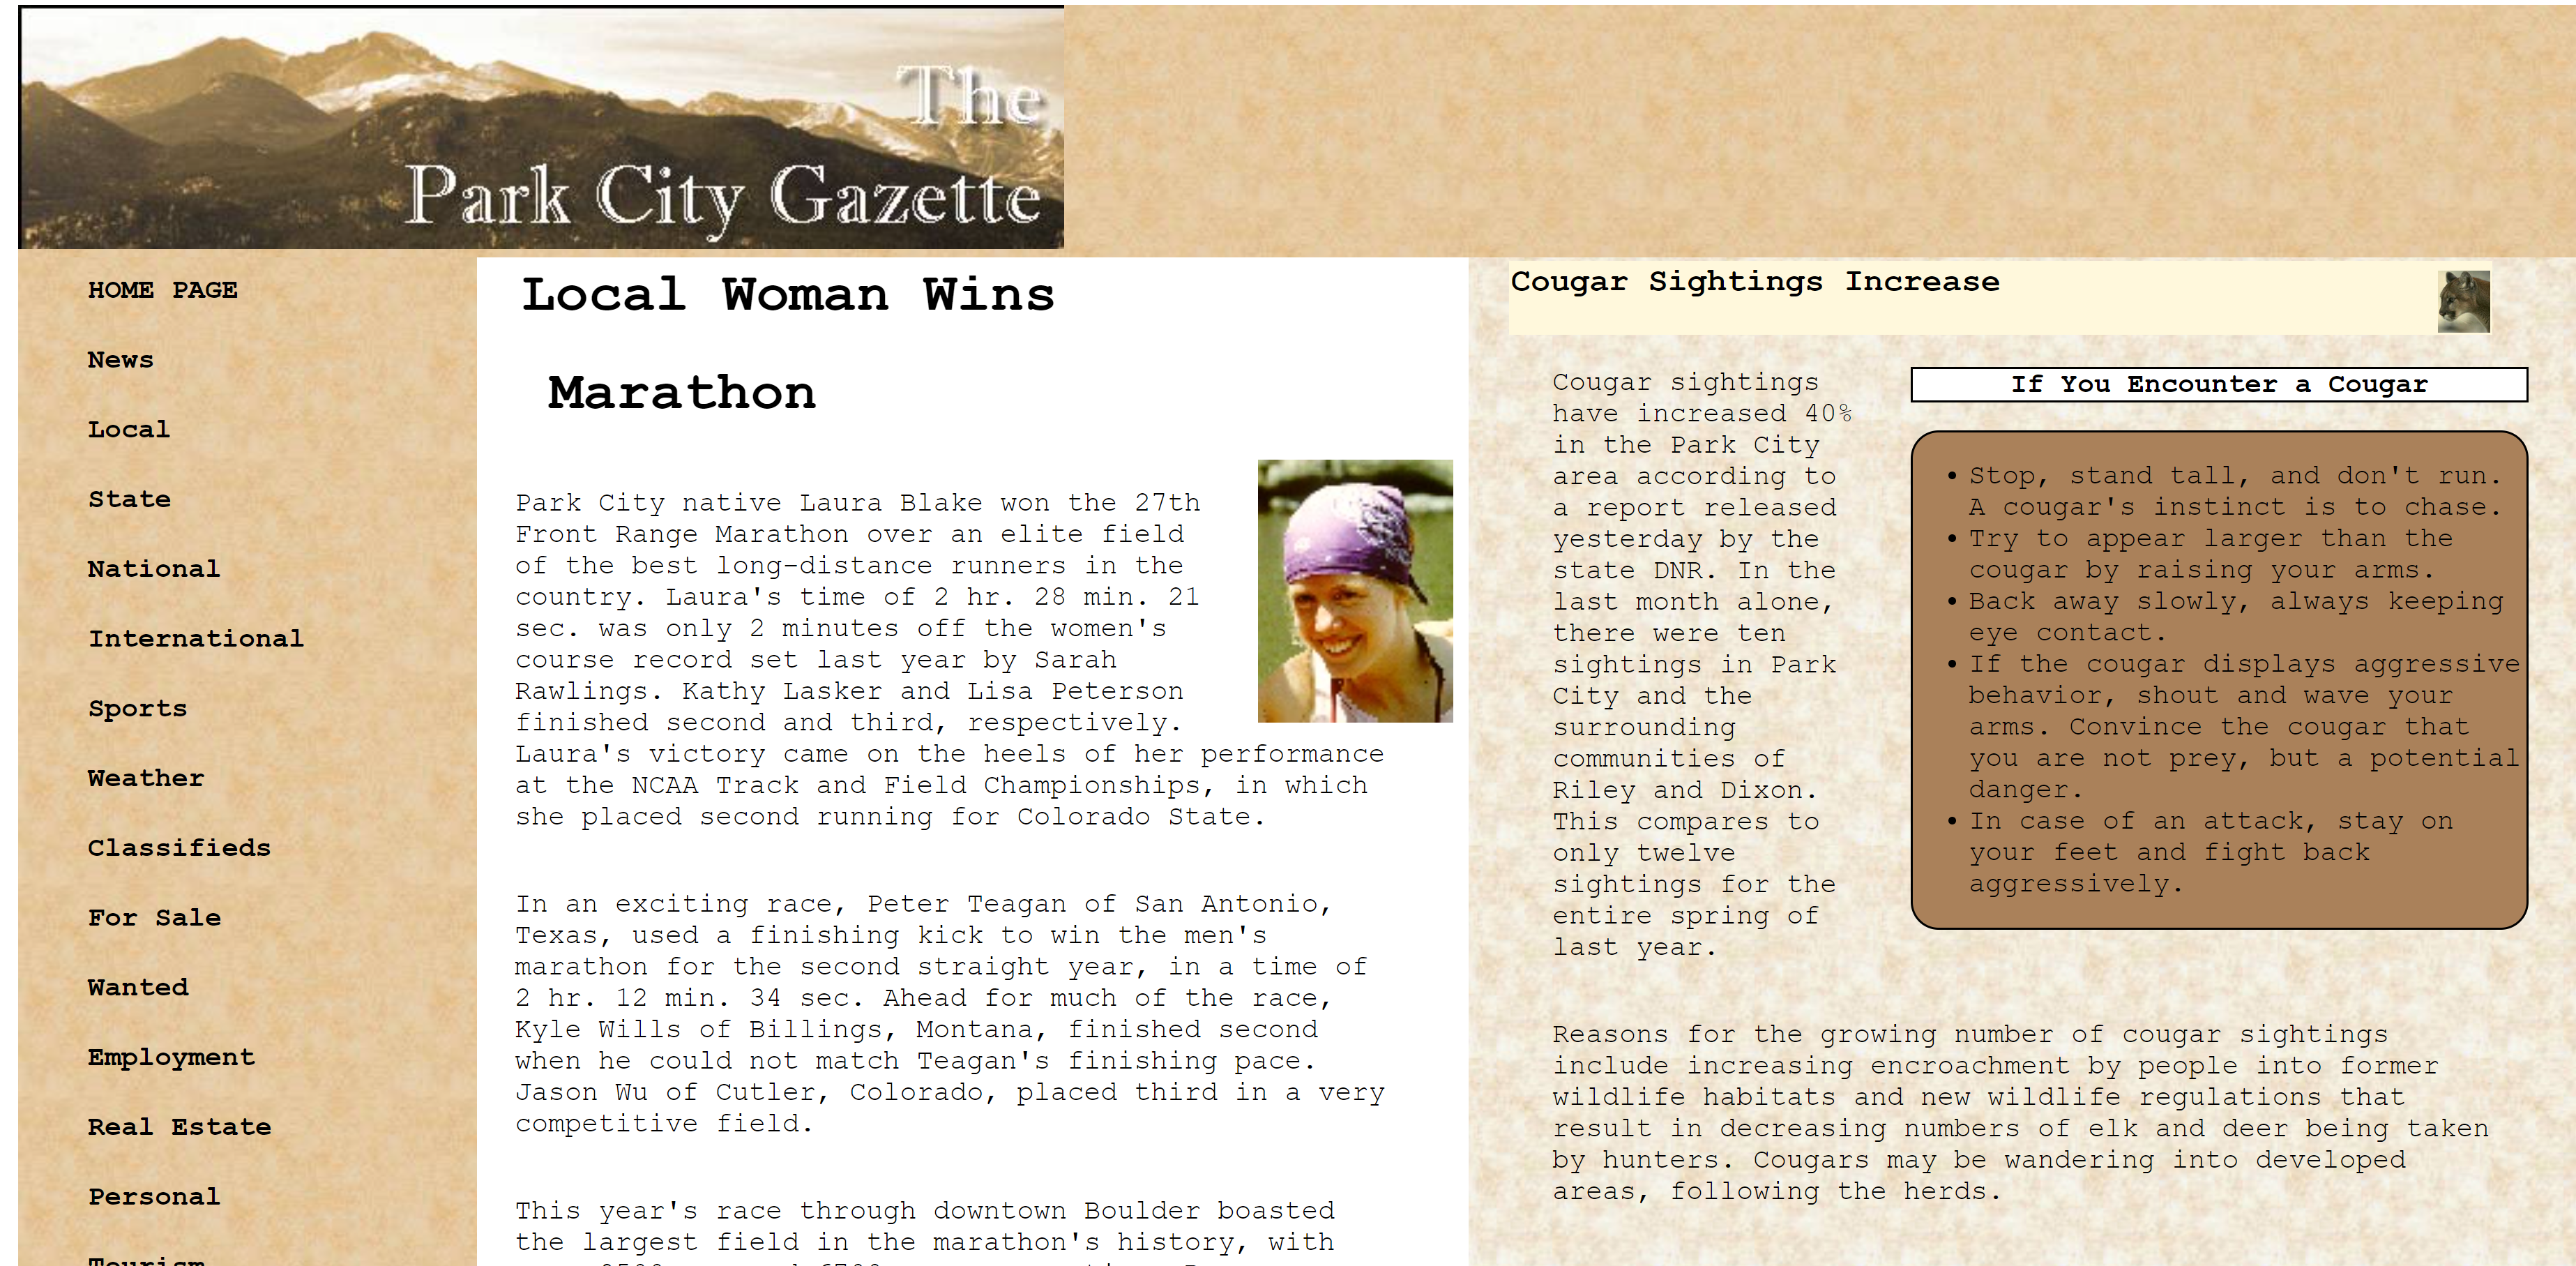 The
Park City Gazette
HOME PAGE
News
Local
State
National
International
Sports
Weather
Classifieds
For Sale
Wanted
Employment
Real Estate
Personal
Tourism
Local Woman Wins
Marathon
Park City native Laura Blake won the 27th
Front Range Marathon over an elite field
of the best long-distance runners in the
country. Laura's time of 2 hr. 28 min. 21
sec. was only 2 minutes off the women's
course record set last year by Sarah
Rawlings. Kathy Lasker and Lisa Peterson
finished second and third, respectively.
Laura's victory came on the heels of her performance
at the NCAA Track and Field Championships, in which
she placed second running for Colorado State.
In an exciting race, Peter Teagan of San Antonio,
Texas, used a finishing kick to win the men's
marathon for the second straight year, in a time of
2 hr. 12 min. 34 sec. Ahead for much of the race,
Kyle Wills of Billings, Montana, finished second
when he could not match Teagan's finishing pace.
Jason Wu of Cutler, Colorado, placed third in a very
competitive field.
This year's race through downtown Boulder boasted
the largest field in the marathon's history, with
Cougar Sightings Increase
Cougar sightings
have increased 40%
in the Park City
area according to
a report released
yesterday by the
state DNR. In the
last month alone,
there were ten
sightings in Park
City and the
surrounding
communities of
Riley and Dixon.
This compares to
only twelve
sightings for the
entire spring of
last year.
If You Encounter a Cougar
• Stop, stand tall, and don't run.
A cougar's instinct is to chase.
• Try to appear larger than the
cougar by raising your arms.
• Back away slowly, always keeping
eye contact.
• If the cougar displays aggressive
behavior, shout and wave your
arms. Convince the cougar that
you are not prey, but a potential
danger.
• In case of an attack, stay on
your feet and fight back
aggressively.
Reasons for the growing number of cougar sightings
include increasing encroachment by people into former
wildlife habitats and new wildlife regulations that
result in decreasing numbers of elk and deer being taken
by hunters. Cougars may be wandering into developed
areas, following the herds.